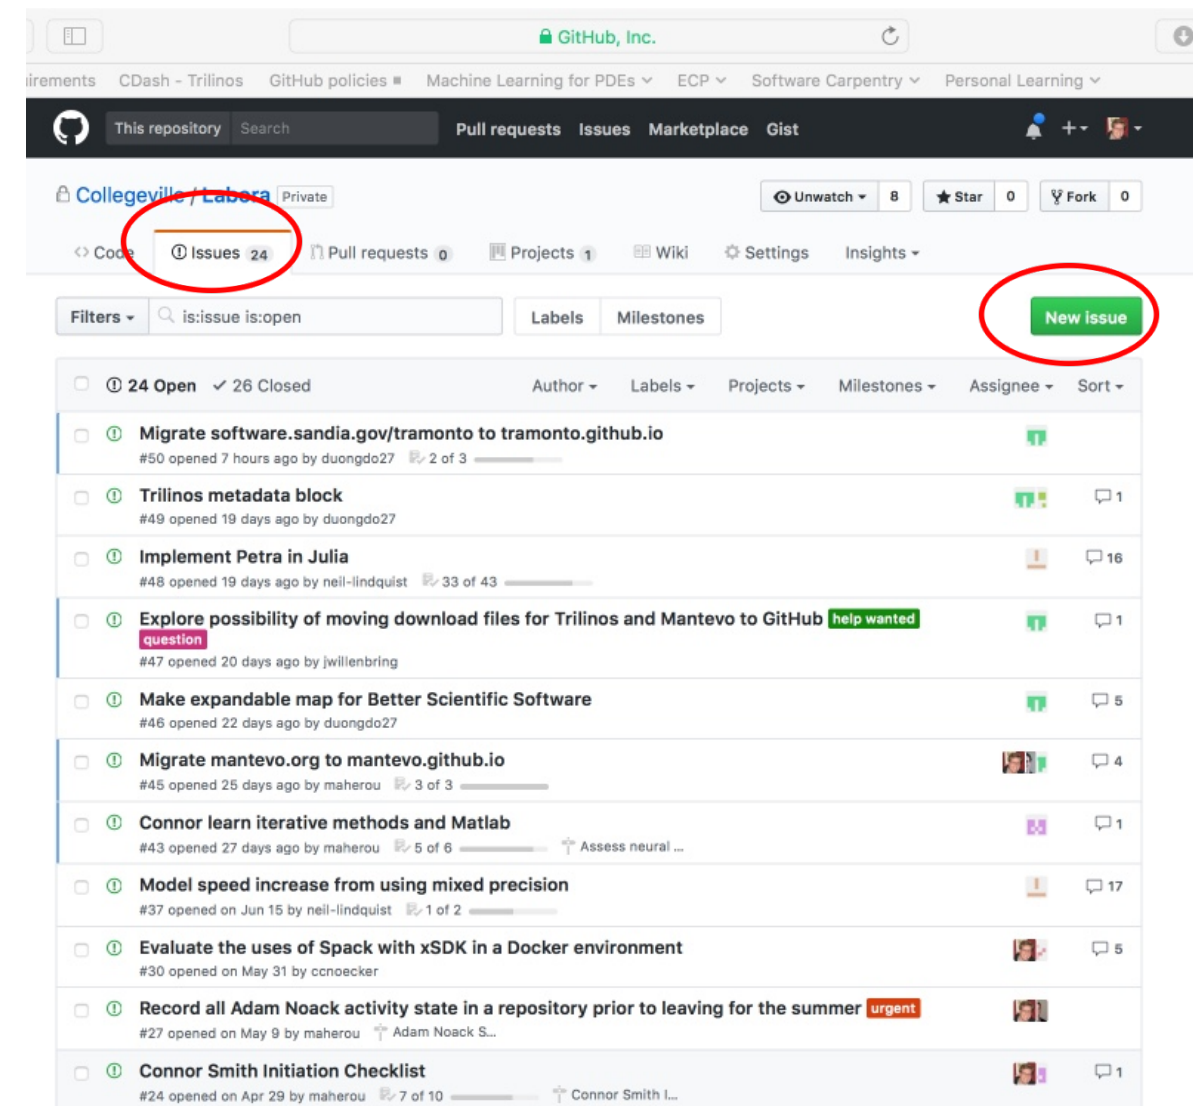 GitHub, Inc.
irements CDash - Trilinos GitHub policies Machine Learning for PDEs ECP Software Carpentry Personal Learning
This repository Search Pull requests Issues Marketplace Gist
Collegeville / Labora Private Unwatch 8 Star 0 Fork 0
<> Code Issues 24 Pull requests 0 Projects 1 Wiki Settings Insights
Filters is:issue is:open Labels Milestones New issue
24 Open ✓ 26 Closed Author Labels Projects Milestones Assignee Sort
Migrate software.sandia.gov/tramonto to tramonto.github.io
#50 opened 7 hours ago by duongdo27 2 of 3
Trilinos metadata block 1
#49 opened 19 days ago by duongdo27
Implement Petra in Julia 16
#48 opened 19 days ago by neil-lindquist 33 of 43
Explore possibility of moving download files for Trilinos and Mantevo to GitHub help wanted 1
question
#47 opened 20 days ago by jwillenbring
Make expandable map for Better Scientific Software 5
#46 opened 22 days ago by duongdo27
Migrate mantevo.org to mantevo.github.io 4
#45 opened 25 days ago by maherou 3 of 3
Connor learn iterative methods and Matlab 1
#43 opened 27 days ago by maherou 5 of 6 Assess neural ...
Model speed increase from using mixed precision 17
#37 opened on Jun 15 by neil-lindquist 1 of 2
Evaluate the uses of Spack with xSDK in a Docker environment 5
#30 opened on May 31 by ccnoecker
Record all Adam Noack activity state in a repository prior to leaving for the summer urgent
#27 opened on May 9 by maherou Adam Noack S...
Connor Smith Initiation Checklist 1
#24 opened on Apr 29 by maherou 7 of 10 Connor Smith I...